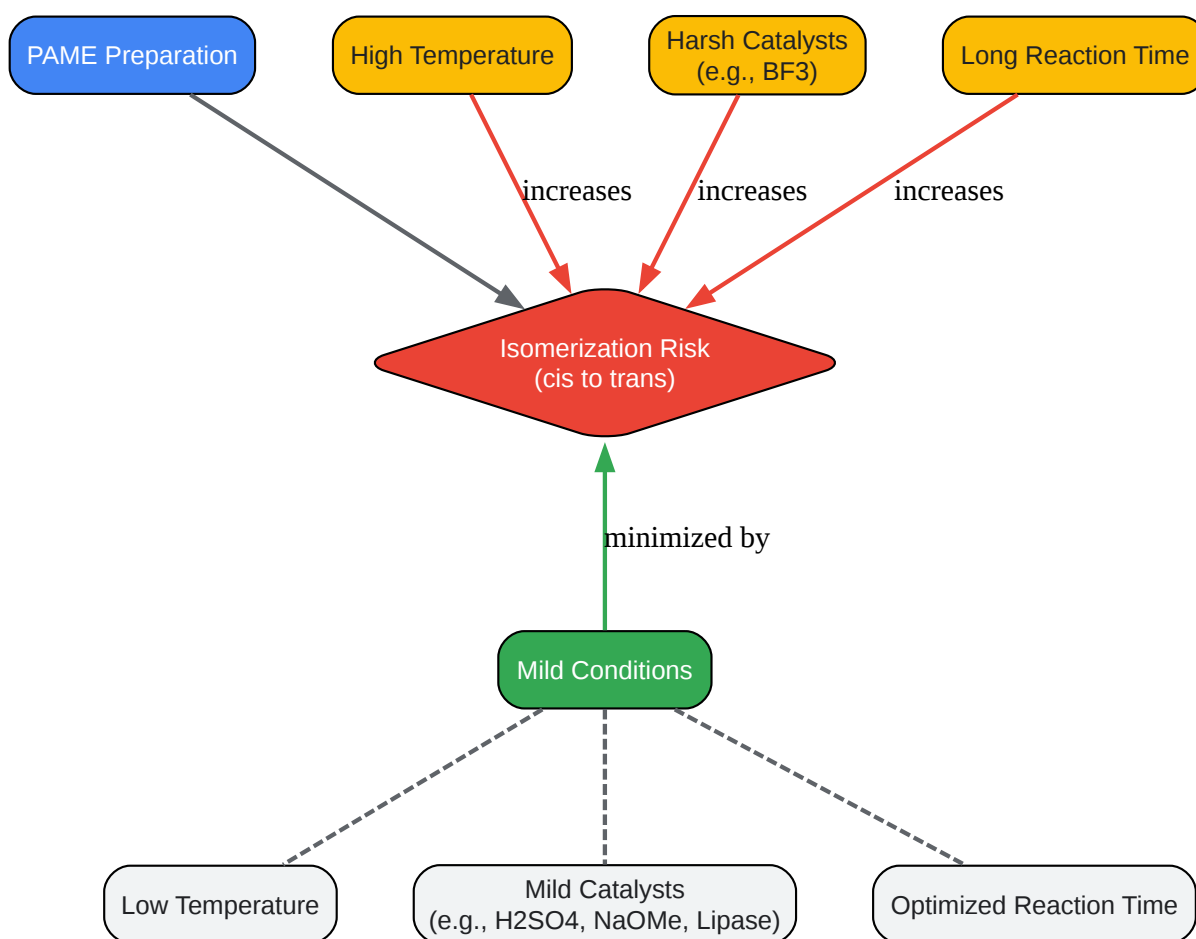 PAME Preparation
High Temperature
Harsh Catalysts
(e.g., BF3)
Long Reaction Time
increases
increases
increases
Isomerization Risk
(cis to trans)
minimized by
Mild Conditions
Low Temperature
Mild Catalysts
(e.g., H2SO4, NaOMe, Lipase)
Optimized Reaction Time